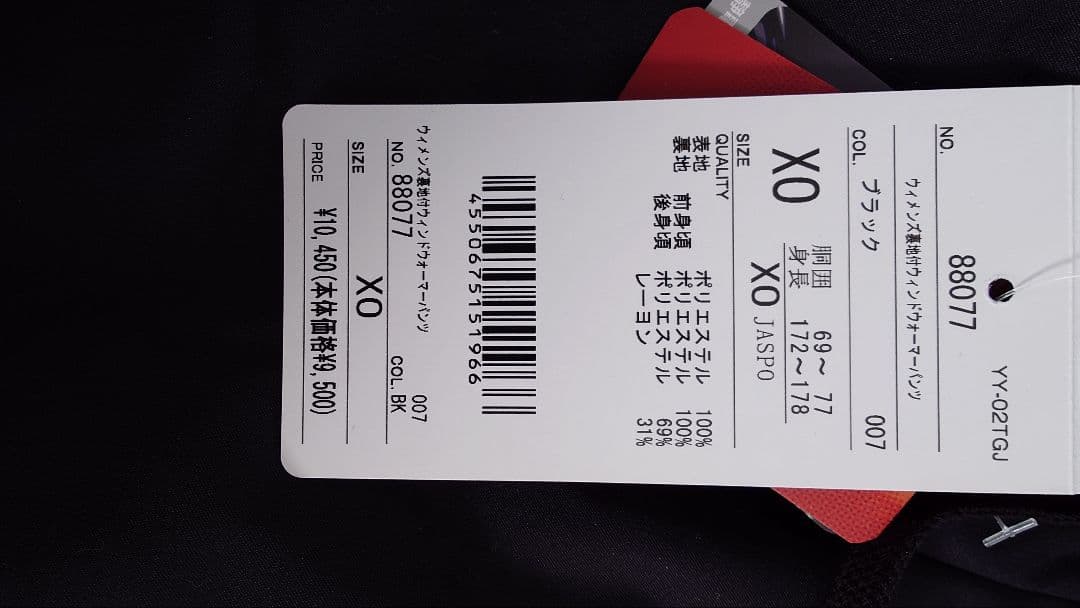 YY-02TGJ
NO. 88077
ウィメンズ裏地付ウィンドウォーマーパンツ
COL. ブラック 007
XO 胴囲 69～ 77
身長 172～178
SIZE XO JASPO
QUALITY
表地 ポリエステル 100%
裏地 前身頃 ポリエステル 100%
後身頃 ポリエステル 69%
レーヨン 31%
4550675151966
ウィメンズ裏地付ウィンドウォーマーパンツ
NO. 88077 007
COL. BK
SIZE XO
PRICE ¥10,450(本体価格¥9,500)